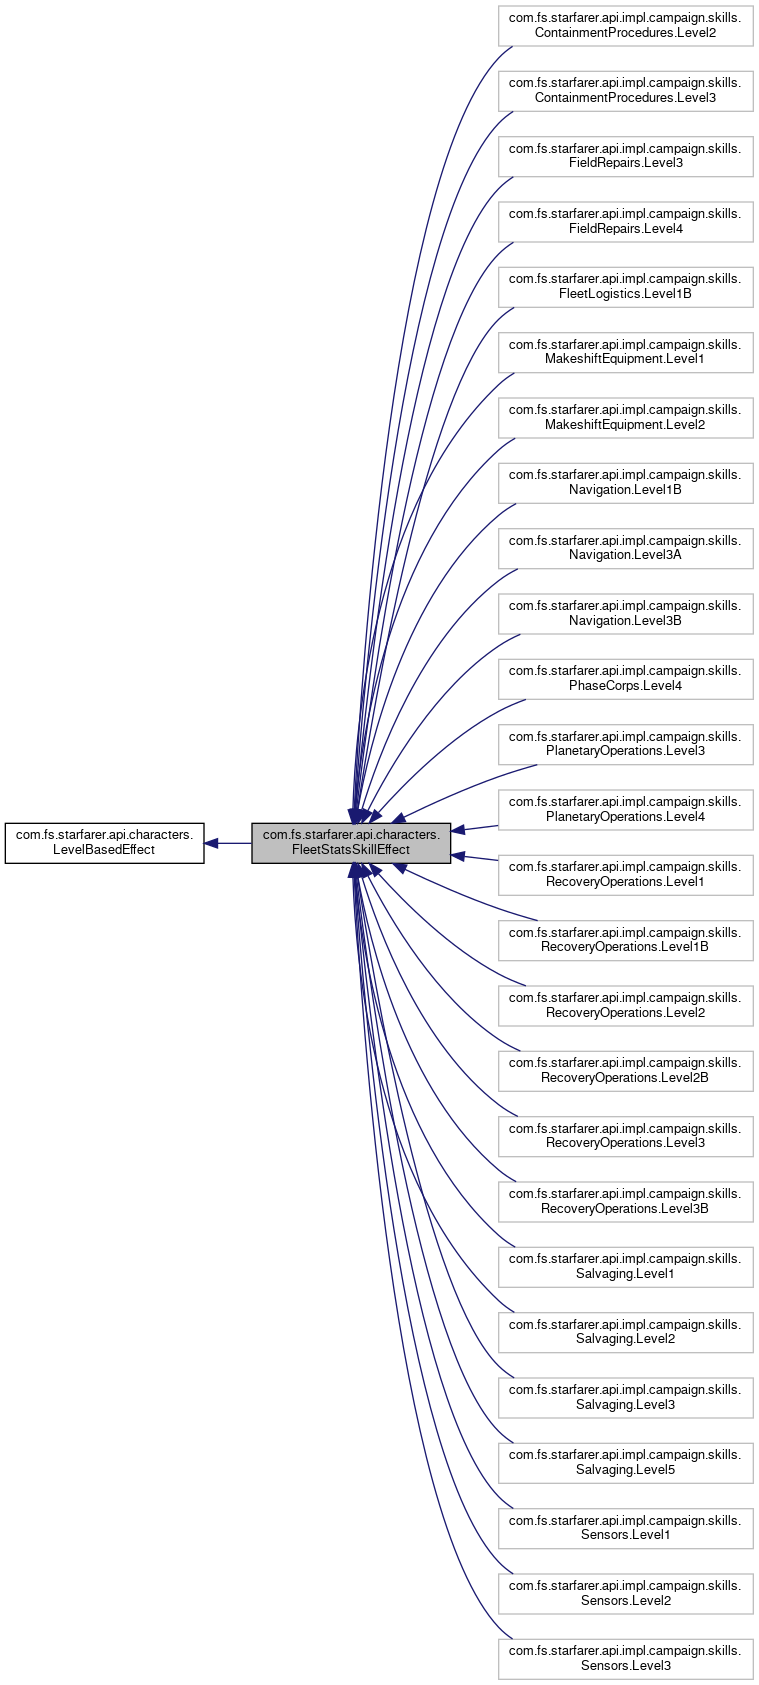 com.fs.starfarer.api.impl.campaign.skills.
ContainmentProcedures.Level2
com.fs.starfarer.api.impl.campaign.skills.
ContainmentProcedures.Level3
com.fs.starfarer.api.impl.campaign.skills.
FieldRepairs.Level3
com.fs.starfarer.api.impl.campaign.skills.
FieldRepairs.Level4
com.fs.starfarer.api.impl.campaign.skills.
FleetLogistics.Level1B
com.fs.starfarer.api.impl.campaign.skills.
MakeshiftEquipment.Level1
com.fs.starfarer.api.impl.campaign.skills.
MakeshiftEquipment.Level2
com.fs.starfarer.api.impl.campaign.skills.
Navigation.Level1B
com.fs.starfarer.api.impl.campaign.skills.
Navigation.Level3A
com.fs.starfarer.api.impl.campaign.skills.
Navigation.Level3B
com.fs.starfarer.api.impl.campaign.skills.
PhaseCorps.Level4
com.fs.starfarer.api.impl.campaign.skills.
PlanetaryOperations.Level3
com.fs.starfarer.api.impl.campaign.skills.
PlanetaryOperations.Level4
com.fs.starfarer.api.characters.
LevelBasedEffect
com.fs.starfarer.api.characters.
FleetStatsSkillEffect
com.fs.starfarer.api.impl.campaign.skills.
RecoveryOperations.Level1
com.fs.starfarer.api.impl.campaign.skills.
RecoveryOperations.Level1B
com.fs.starfarer.api.impl.campaign.skills.
RecoveryOperations.Level2
com.fs.starfarer.api.impl.campaign.skills.
RecoveryOperations.Level2B
com.fs.starfarer.api.impl.campaign.skills.
RecoveryOperations.Level3
com.fs.starfarer.api.impl.campaign.skills.
RecoveryOperations.Level3B
com.fs.starfarer.api.impl.campaign.skills.
Salvaging.Level1
com.fs.starfarer.api.impl.campaign.skills.
Salvaging.Level2
com.fs.starfarer.api.impl.campaign.skills.
Salvaging.Level3
com.fs.starfarer.api.impl.campaign.skills.
Salvaging.Level5
com.fs.starfarer.api.impl.campaign.skills.
Sensors.Level1
com.fs.starfarer.api.impl.campaign.skills.
Sensors.Level2
com.fs.starfarer.api.impl.campaign.skills.
Sensors.Level3